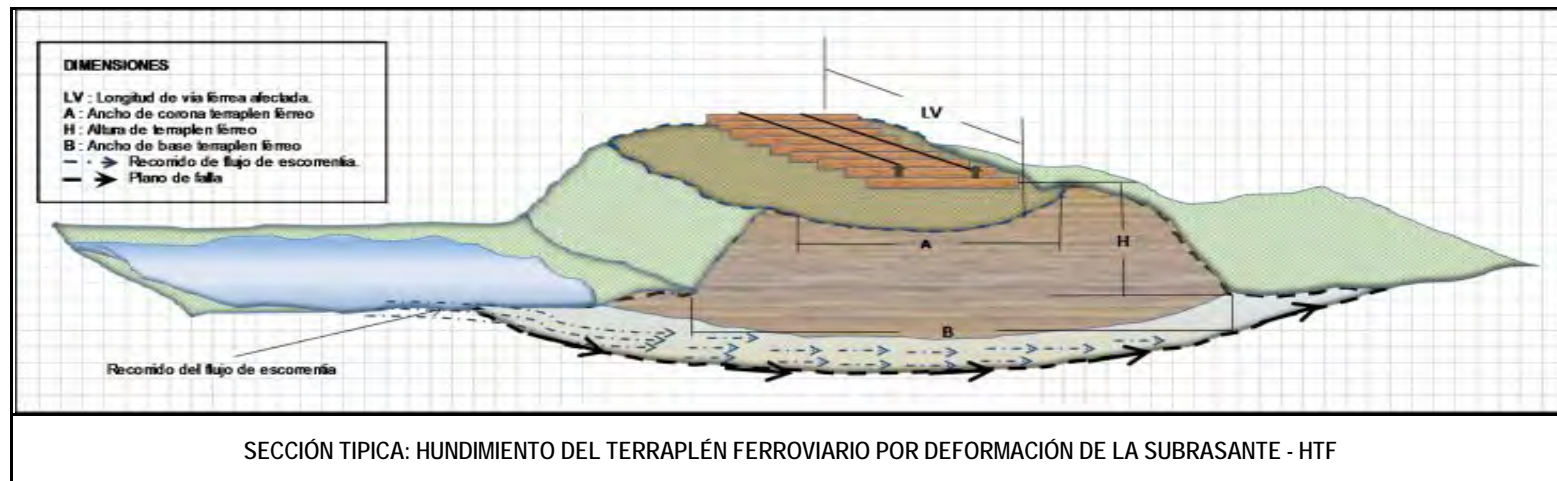 DIMENSIONES
LV : Longitud de vía férrea afectada.
A : Ancho de corona terraplen férreo
H : Altura de terraplen férreo
B : Ancho de base terraplen férreo
Recorrido de flujo de escorrentía.
Plano de falla
LV
A
H
B
Recorrido del flujo de escorrentía
SECCIÓN TIPICA: HUNDIMIENTO DEL TERRAPLÉN FERROVIARIO POR DEFORMACIÓN DE LA SUBRASANTE - HTF